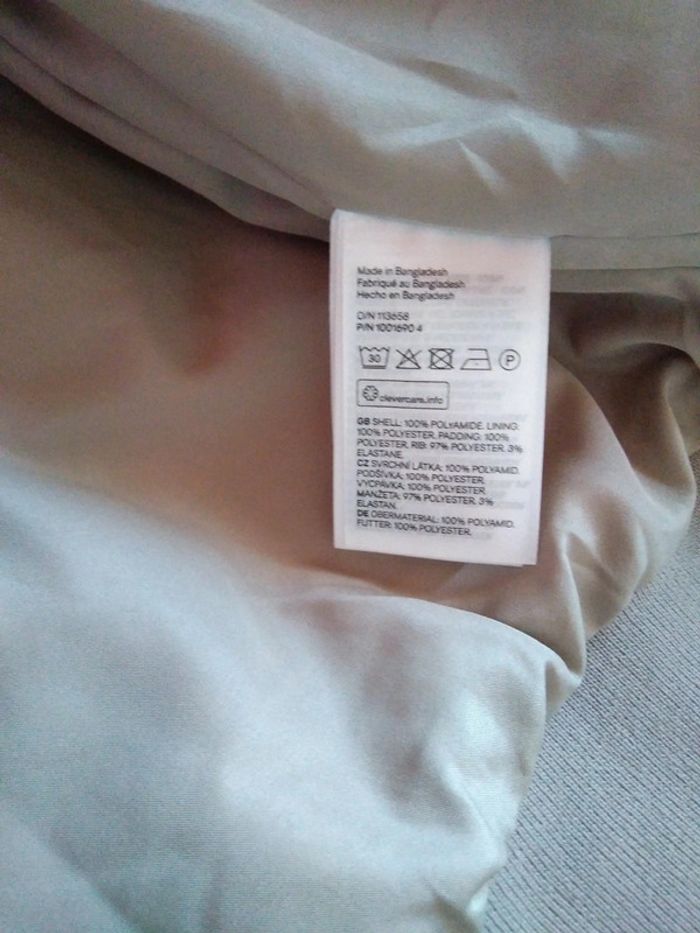 Made in Bangladesh
Fabriqué au Bangladesh
Hecho en Bangladesh
O/N 113658
P/N 1001690 4
30
P
clevercare.info
GB SHELL: 100% POLYAMIDE. LINING:
100% POLYESTER. PADDING: 100%
POLYESTER. RIB: 97% POLYESTER. 3%
ELASTANE.
CZ SVRCHNÍ LÁTKA: 100% POLYAMID.
PODŠÍVKA: 100% POLYESTER.
VYCPÁVKA: 100% POLYESTER.
MANŽETA: 97% POLYESTER. 3%
ELASTAN.
DE OBERMATERIAL: 100% POLYAMID.
FUTTER: 100% POLYESTER.